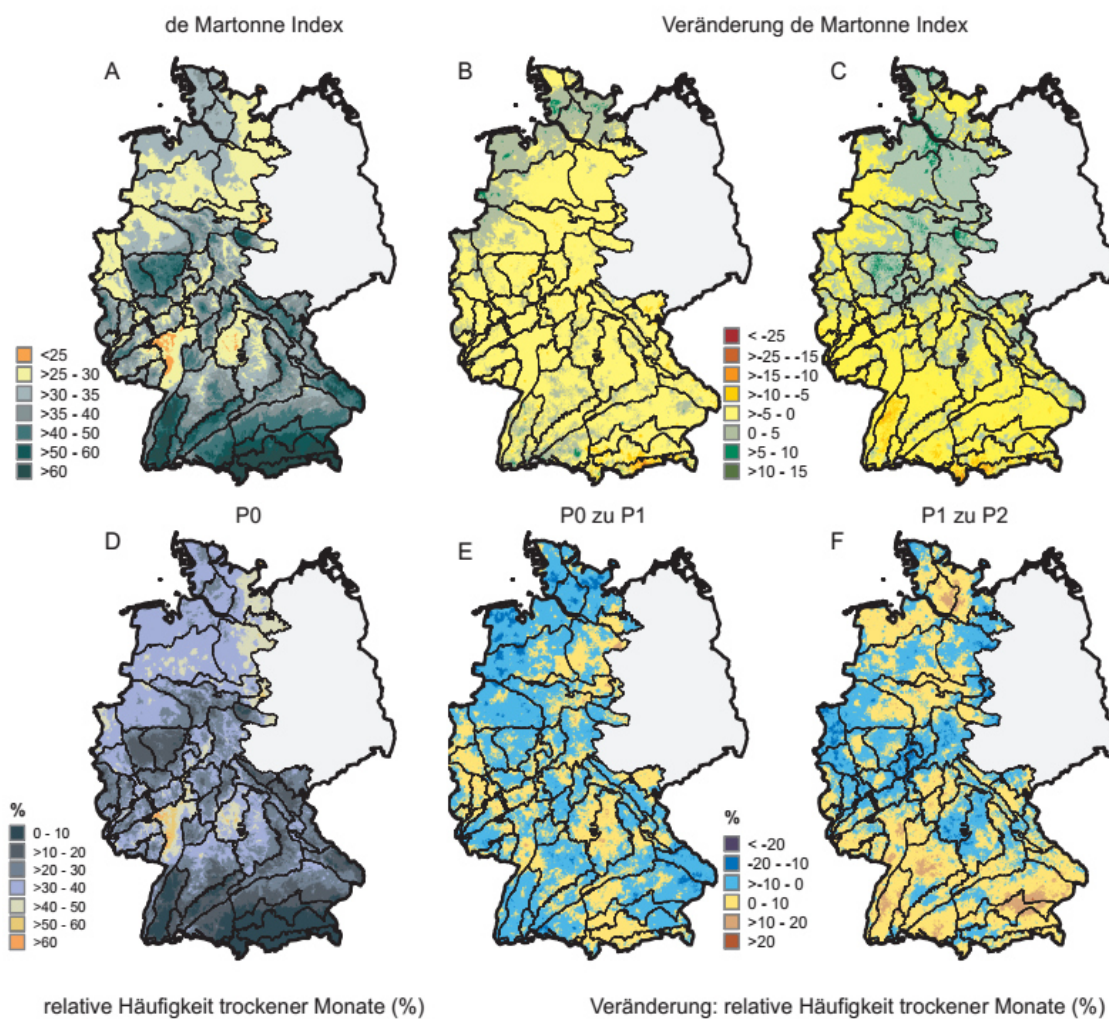 de Martonne Index
Veränderung de Martonne Index
A
B
C
<25
>25 - 30
>30 - 35
>35 - 40
>40 - 50
>50 - 60
>60
< -25
>-25 - -15
>-15 - -10
>-10 - -5
>-5 - 0
0 - 5
>5 - 10
>10 - 15
P0
P0 zu P1
P1 zu P2
D
E
F
%
0 - 10
>10 - 20
>20 - 30
>30 - 40
>40 - 50
>50 - 60
>60
%
< -20
-20 - -10
>-10 - 0
0 - 10
>10 - 20
>20
relative Häufigkeit trockener Monate (%)
Veränderung: relative Häufigkeit trockener Monate (%)